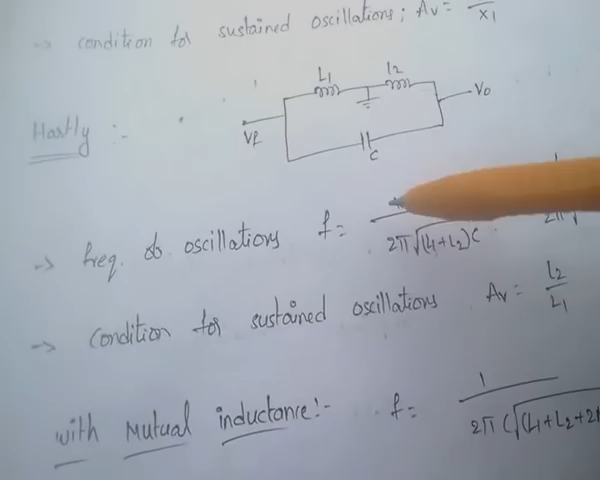 -> condition for sustained oscillations; Av = / x1
L1 L2
Hartly :-
Vf Vo
C
-> freq. of oscillations f = / 2π√(L1+L2)C
-> condition for sustained oscillations Av = L2/L1
With Mutual inductance:- f = 1 / 2π C√(L1+L2+2